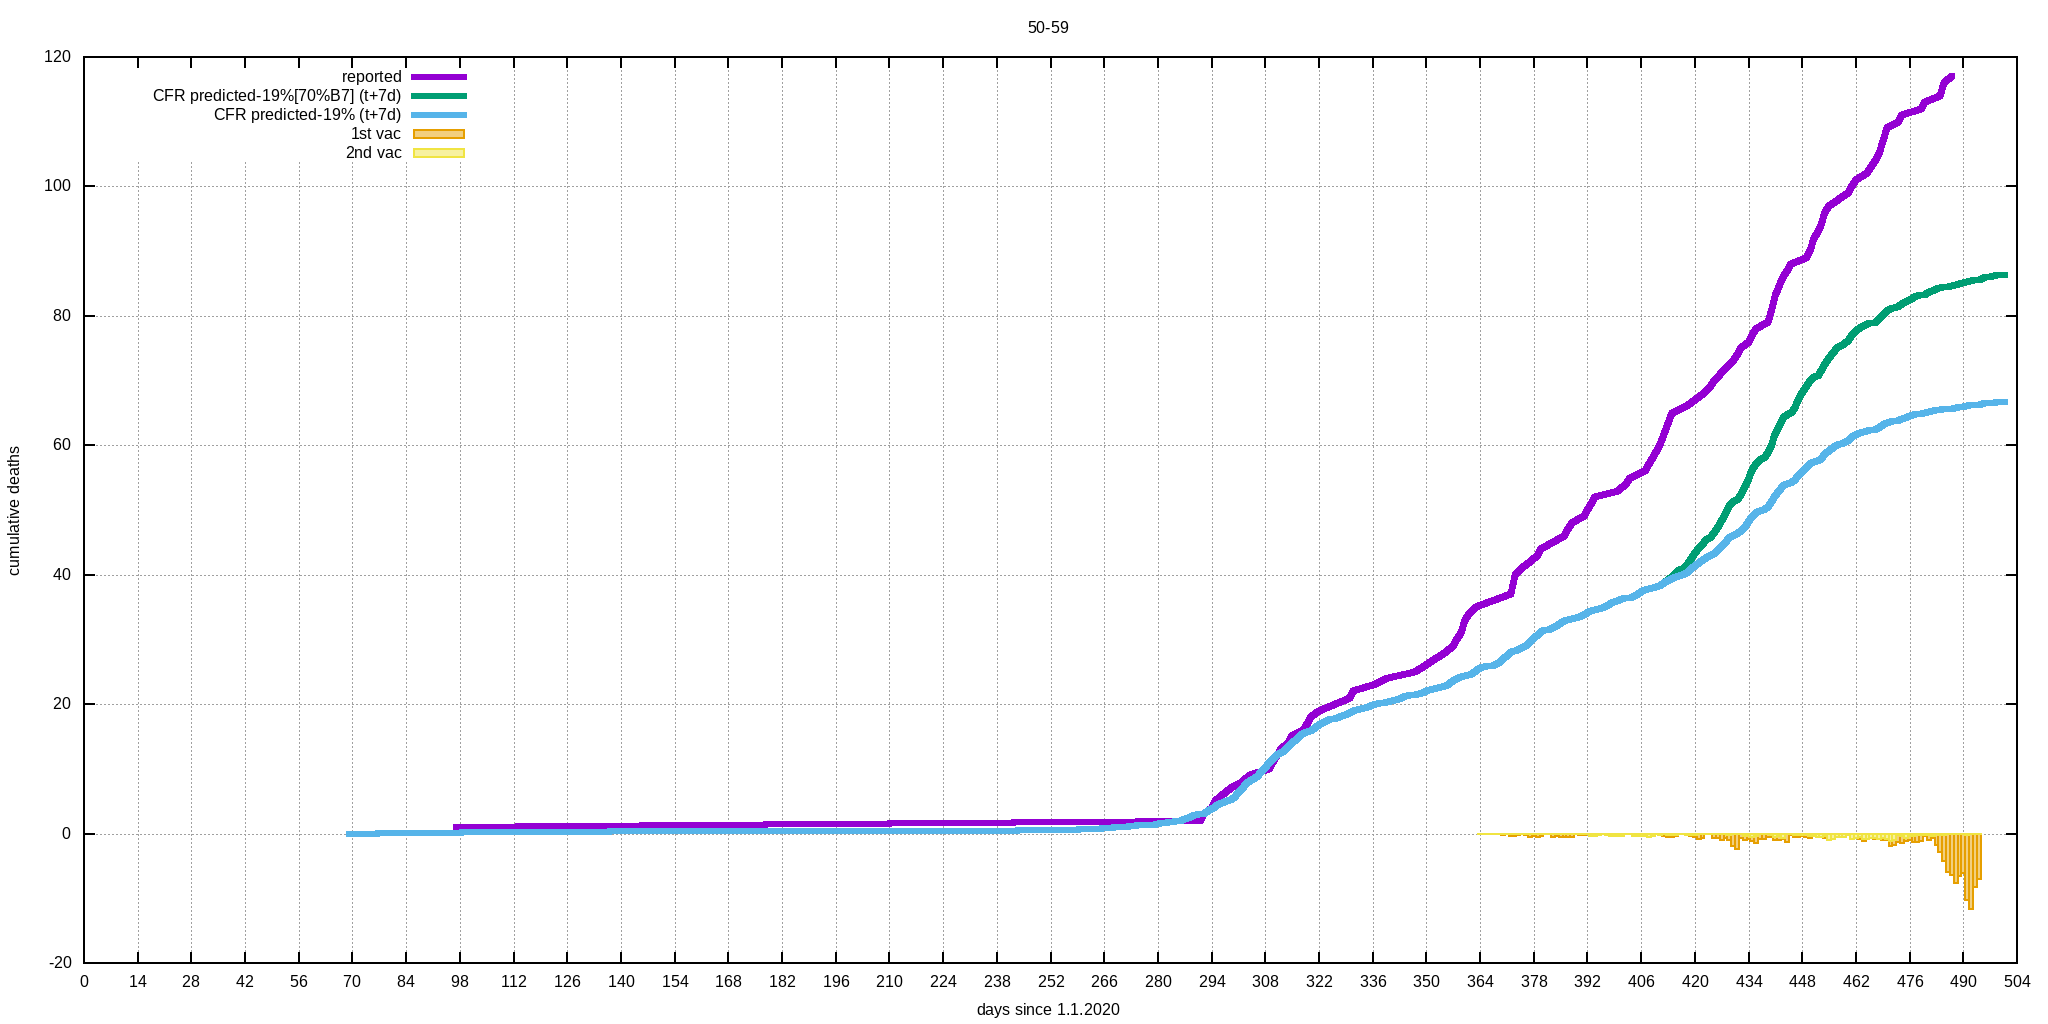 50-59
120
100
80
60
40
20
0
-20
cumulative deaths
reported
CFR predicted-19%[70%B7] (t+7d)
CFR predicted-19% (t+7d)
1st vac
2nd vac
0 14 28 42 56 70 84 98 112 126 140 154 168 182 196 210 224 238 252 266 280 294 308 322 336 350 364 378 392 406 420 434 448 462 476 490 504
days since 1.1.2020